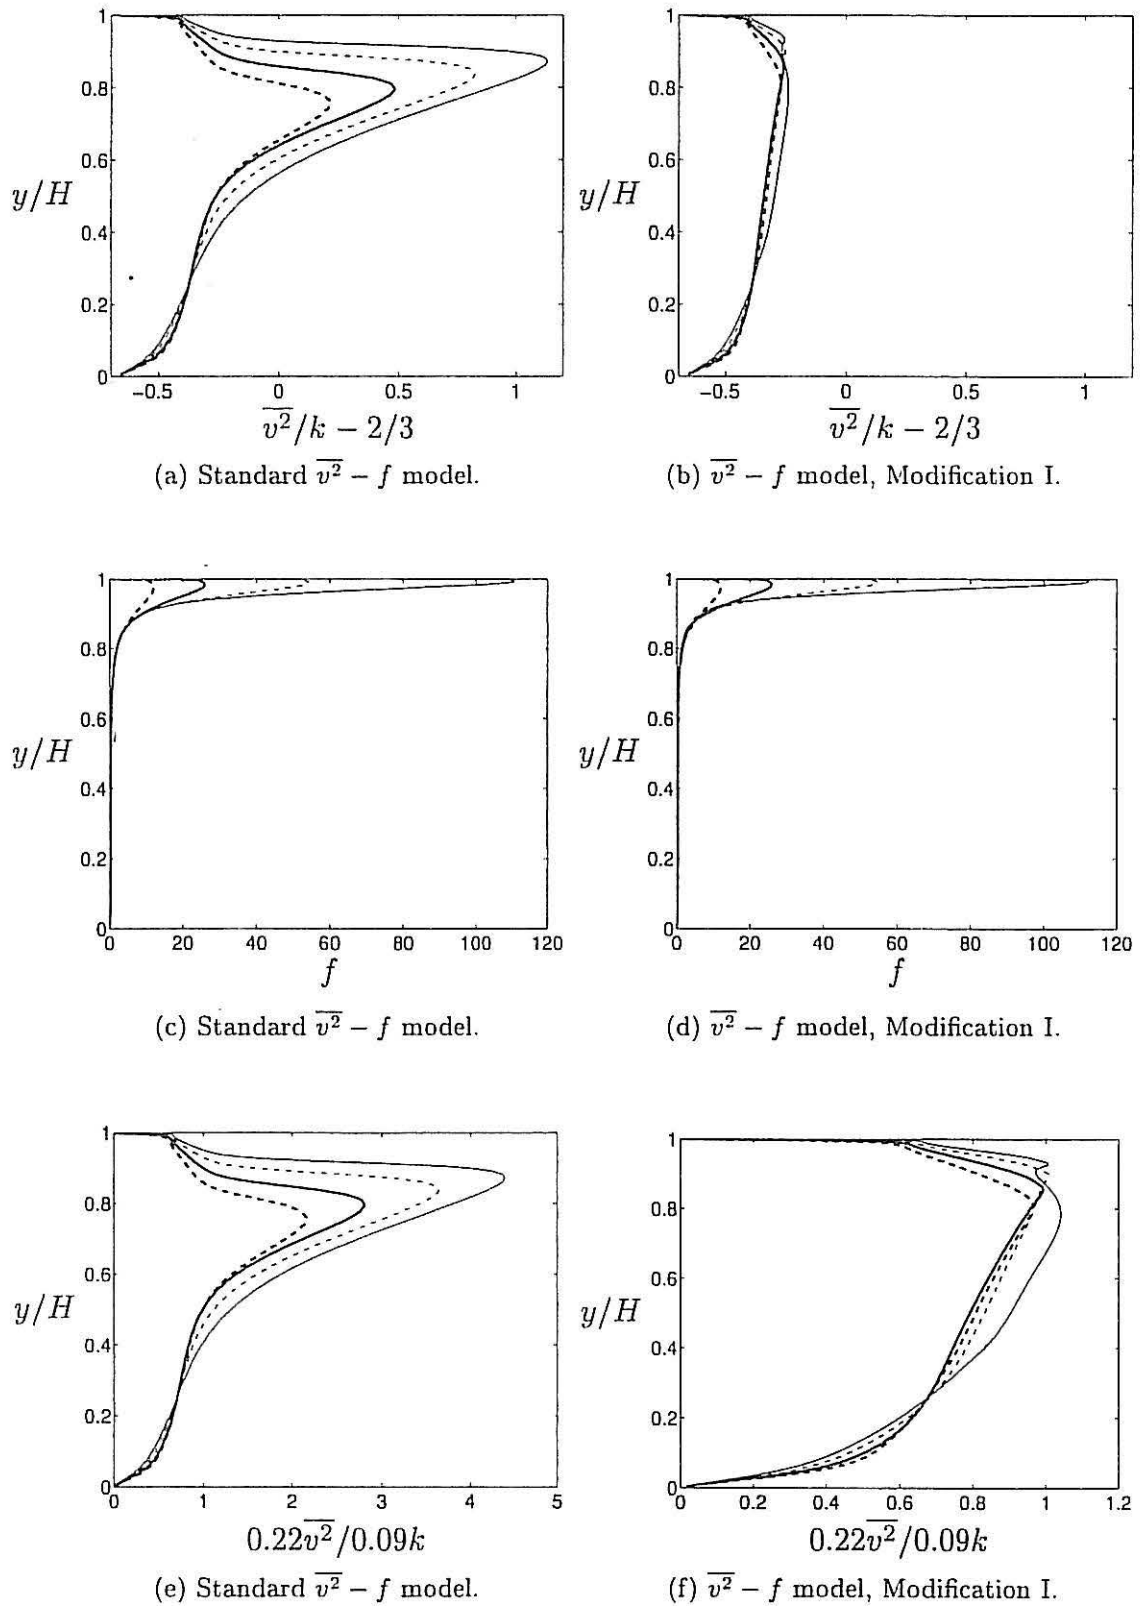 1
0.8
0.6
y/H
0.4
0.2
0
−0.5 0 0.5 1
v²/k − 2/3
(a) Standard v² − f model.
1
0.8
0.6
y/H
0.4
0.2
0
−0.5 0 0.5 1
v²/k − 2/3
(b) v² − f model, Modification I.
1
0.8
0.6
y/H
0.4
0.2
0
0 20 40 60 80 100 120
f
(c) Standard v² − f model.
1
0.8
0.6
y/H
0.4
0.2
0
0 20 40 60 80 100 120
f
(d) v² − f model, Modification I.
1
0.8
0.6
y/H
0.4
0.2
0
0 1 2 3 4 5
0.22v²/0.09k
(e) Standard v² − f model.
1
0.8
0.6
y/H
0.4
0.2
0
0 0.2 0.4 0.6 0.8 1 1.2
0.22v²/0.09k
(f) v² − f model, Modification I.